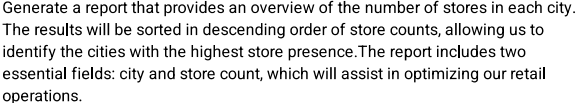 Generate a report that provides an overview of the number of stores in each city.
The results will be sorted in descending order of store counts, allowing us to
identify the cities with the highest store presence.The report includes two
essential fields: city and store count, which will assist in optimizing our retail
operations.